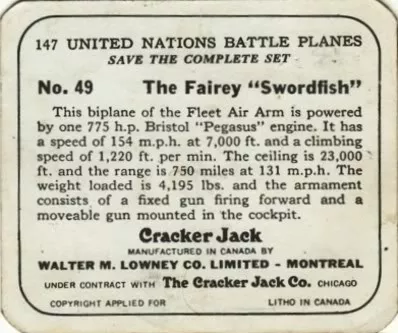 147 UNITED NATIONS BATTLE PLANES
SAVE THE COMPLETE SET
No. 49 The Fairey "Swordfish"
This biplane of the Fleet Air Arm is powered
by one 775 h.p. Bristol "Pegasus" engine. It has
a speed of 154 m.p.h. at 7,000 ft. and a climbing
speed of 1,220 ft. per min. The ceiling is 23,000
ft. and the range is 750 miles at 131 m.p.h. The
weight loaded is 4,195 lbs. and the armament
consists of a fixed gun firing forward and a
moveable gun mounted in the cockpit.
Cracker Jack
MANUFACTURED IN CANADA BY
WALTER M. LOWNEY CO. LIMITED - MONTREAL
UNDER CONTRACT WITH The Cracker Jack Co. CHICAGO
COPYRIGHT APPLIED FOR LITHO IN CANADA